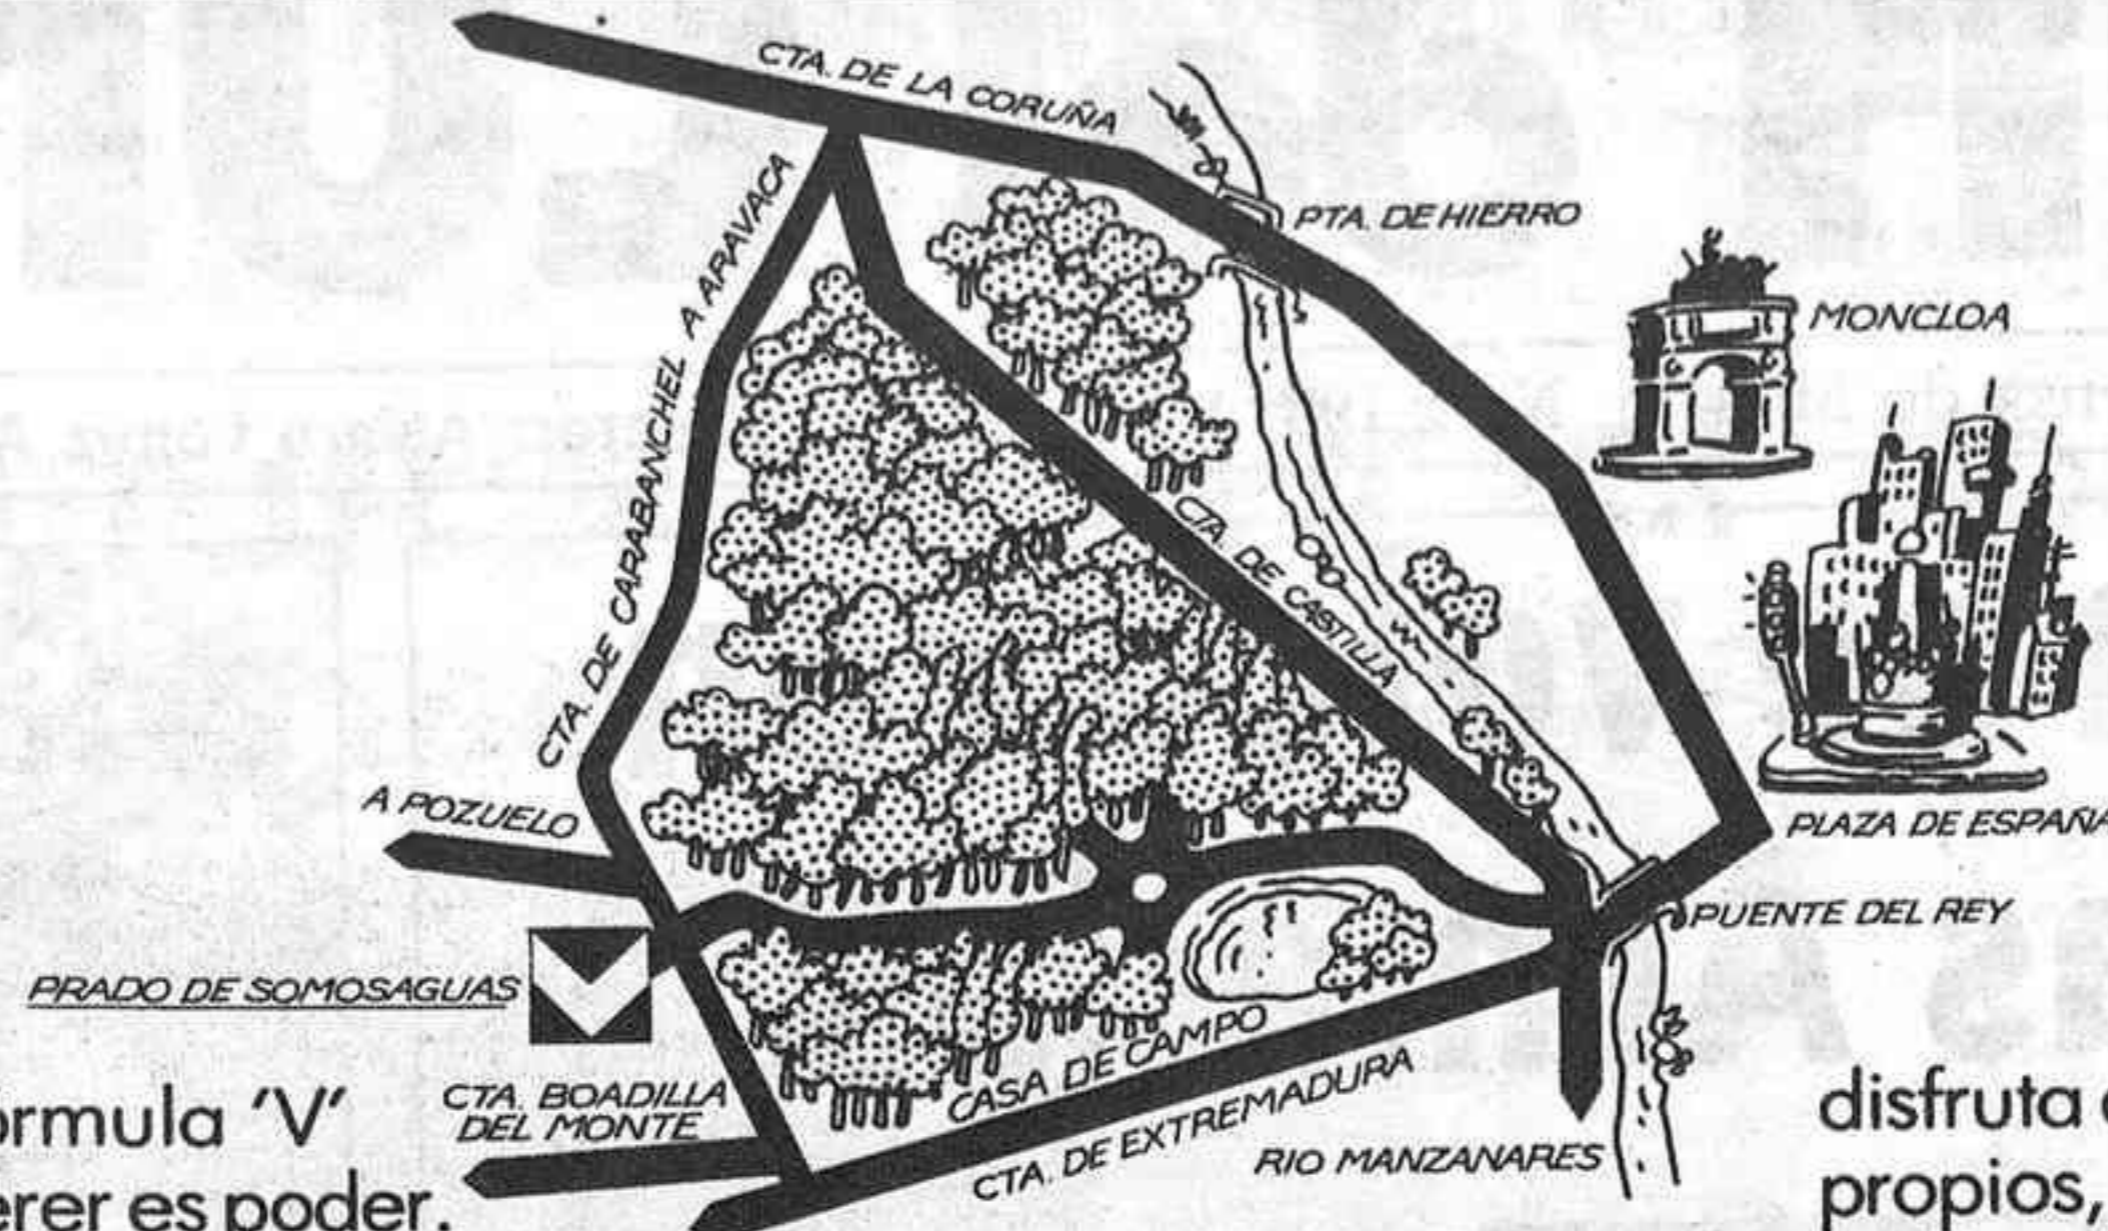 CTA. DE LA CORUÑA
PTA. DE HIERRO
MONCLOA
CTA. DE CARABANCHEL A ARAVACA
CTA. DE CASTILLA
A POZUELO
PLAZA DE ESPAÑA
PUENTE DEL REY
PRADO DE SOMOSAGUAS
CASA DE CAMPO
CTA. BOADILLA
DEL MONTE
CTA. DE EXTREMADURA
RIO MANZANARES
'V'
es poder.
disfruta
propios,